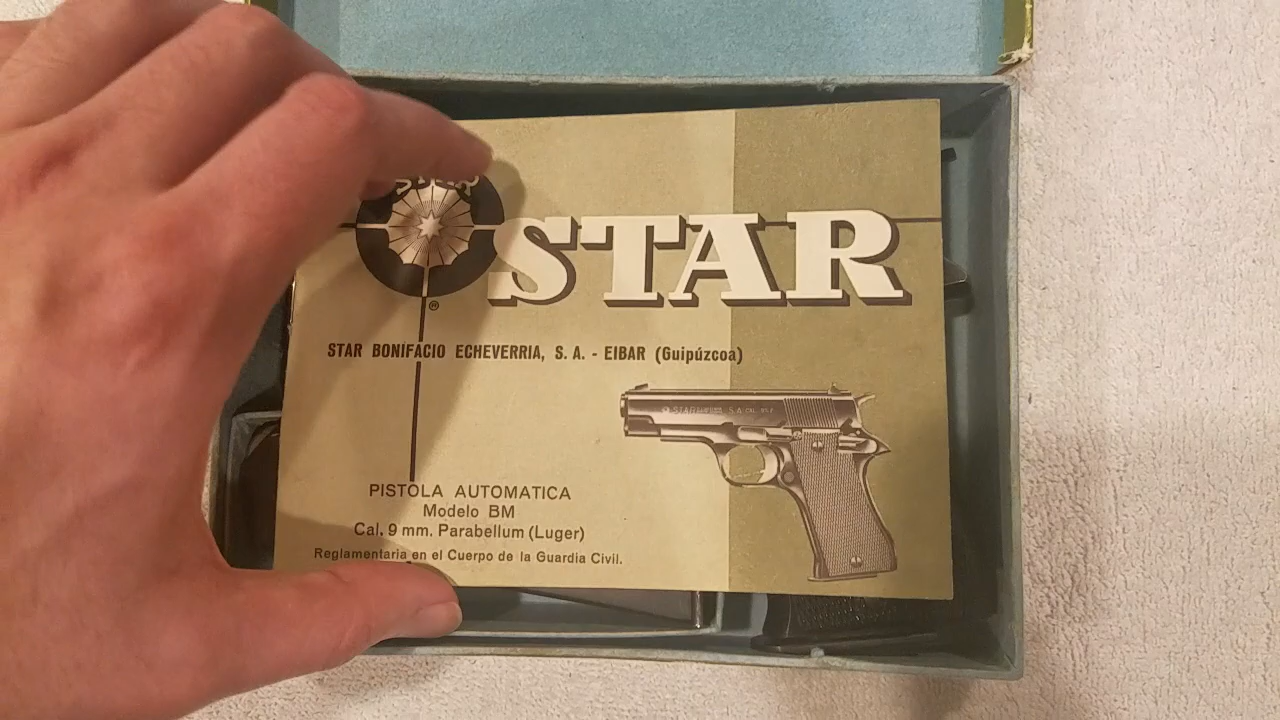 STAR
STAR
STAR BONIFACIO ECHEVERRIA, S. A. - EIBAR (Guipúzcoa)
PISTOLA AUTOMATICA
Modelo BM
Cal. 9 mm. Parabellum (Luger)
Reglamentaria en el Cuerpo de la Guardia Civil.